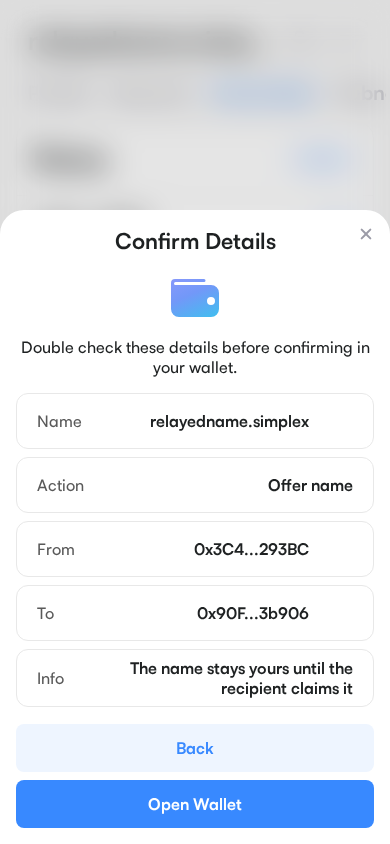 Confirm Details
Double check these details before confirming in
your wallet.
Name relayedname.simplex
Action Offer name
From 0x3C4...293BC
To 0x90F...3b906
Info The name stays yours until the
recipient claims it
Back
Open Wallet